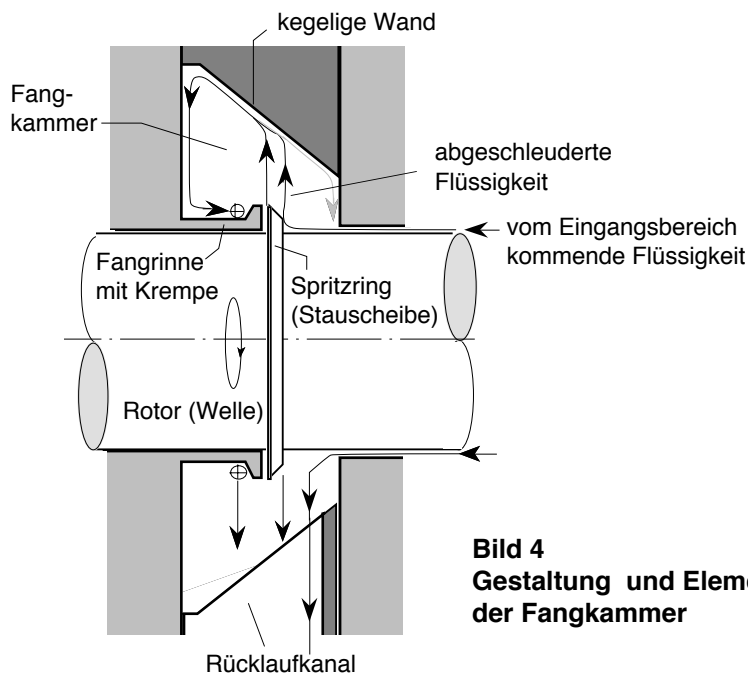 kegelige Wand
Fang-
kammer
abgeschleuderte
Flüssigkeit
vom Eingangsbereich
kommende Flüssigkeit
Fangrinne
mit Krempe
Spritzring
(Stauscheibe)
Rotor (Welle)
Bild 4
Gestaltung und Eleme
der Fangkammer
Rücklaufkanal